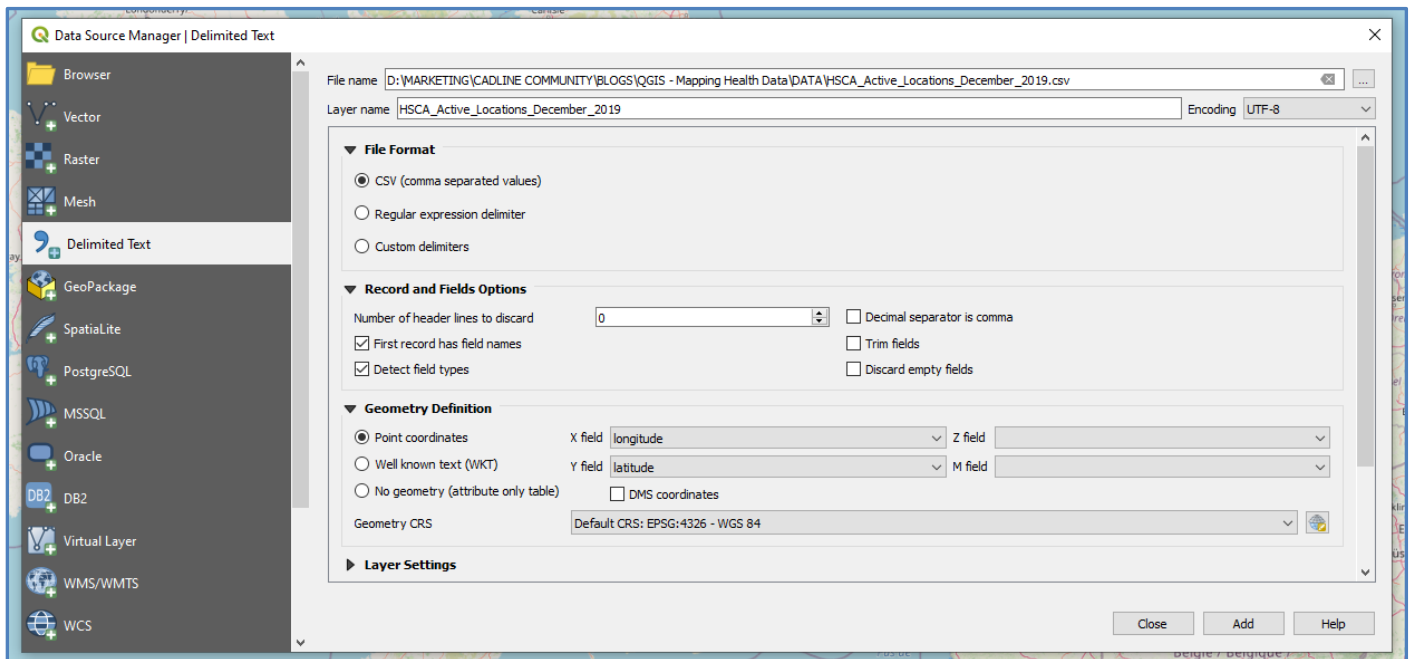 Londonderry
Carlisle
Data Source Manager | Delimited Text
Browser
Vector
Raster
Mesh
Delimited Text
GeoPackage
SpatiaLite
PostgreSQL
MSSQL
Oracle
DB2 DB2
Virtual Layer
WMS/WMTS
WCS
File name D:\MARKETING\CADLINE COMMUNITY\BLOGS\QGIS - Mapping Health Data\DATA\HSCA_Active_Locations_December_2019.csv ...
Layer name HSCA_Active_Locations_December_2019 Encoding UTF-8
File Format
CSV (comma separated values)
Regular expression delimiter
Custom delimiters
Record and Fields Options
Number of header lines to discard 0 Decimal separator is comma
First record has field names Trim fields
Detect field types Discard empty fields
Geometry Definition
Point coordinates X field longitude Z field
Well known text (WKT) Y field latitude M field
No geometry (attribute only table) DMS coordinates
Geometry CRS Default CRS: EPSG:4326 - WGS 84
Layer Settings
Close Add Help
België / Belgique /